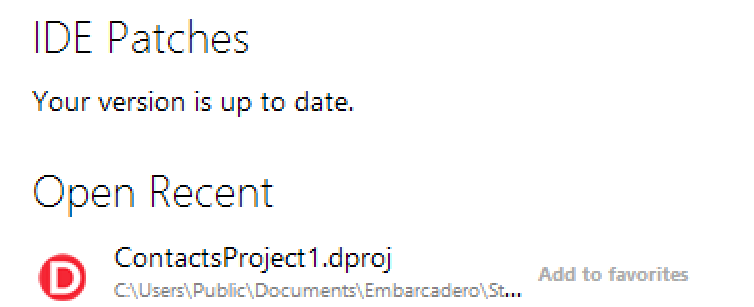 IDE Patches
Your version is up to date.
Open Recent
D
ContactsProject1.dproj
C:\Users\Public\Documents\Embarcadero\St...
Add to favorites